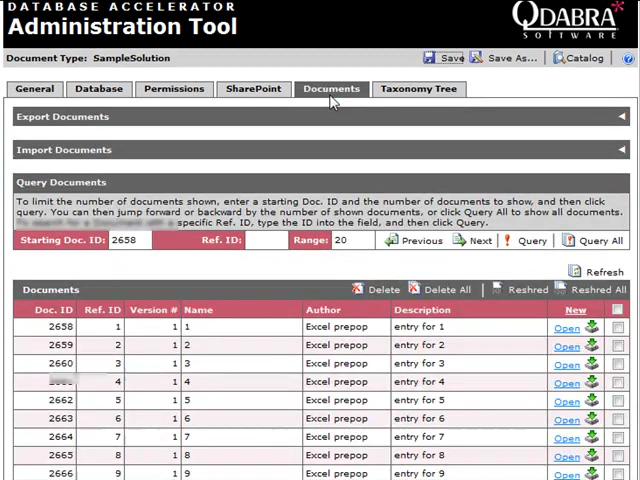 DATABASE ACCELERATOR
Administration Tool
QDABRA
SOFTWARE
Document Type: SampleSolution
Save Save As... Catalog
General Database Permissions SharePoint Documents Taxonomy Tree
Export Documents
Import Documents
Query Documents
To limit the number of documents shown, enter a starting Doc. ID and the number of documents to show, and then click
query. You can then jump forward or backward by the number of shown documents, or click Query All to show all documents.
specific Ref. ID, type the ID into the field, and then click Query.
Starting Doc. ID: 2658 Ref. ID: Range: 20 Previous Next Query Query All
Refresh
Documents Delete Delete All Reshred Reshred All
Doc. ID Ref. ID Version # Name Author Description New
2658 1 1 1 Excel prepop entry for 1 Open
2659 2 1 2 Excel prepop entry for 2 Open
2660 3 1 3 Excel prepop entry for 3 Open
4 1 4 Excel prepop entry for 4 Open
2662 5 1 5 Excel prepop entry for 5 Open
2663 6 1 6 Excel prepop entry for 6 Open
2664 7 1 7 Excel prepop entry for 7 Open
2665 8 1 8 Excel prepop entry for 8 Open
2666 9 1 9 Excel prepop entry for 9 Open